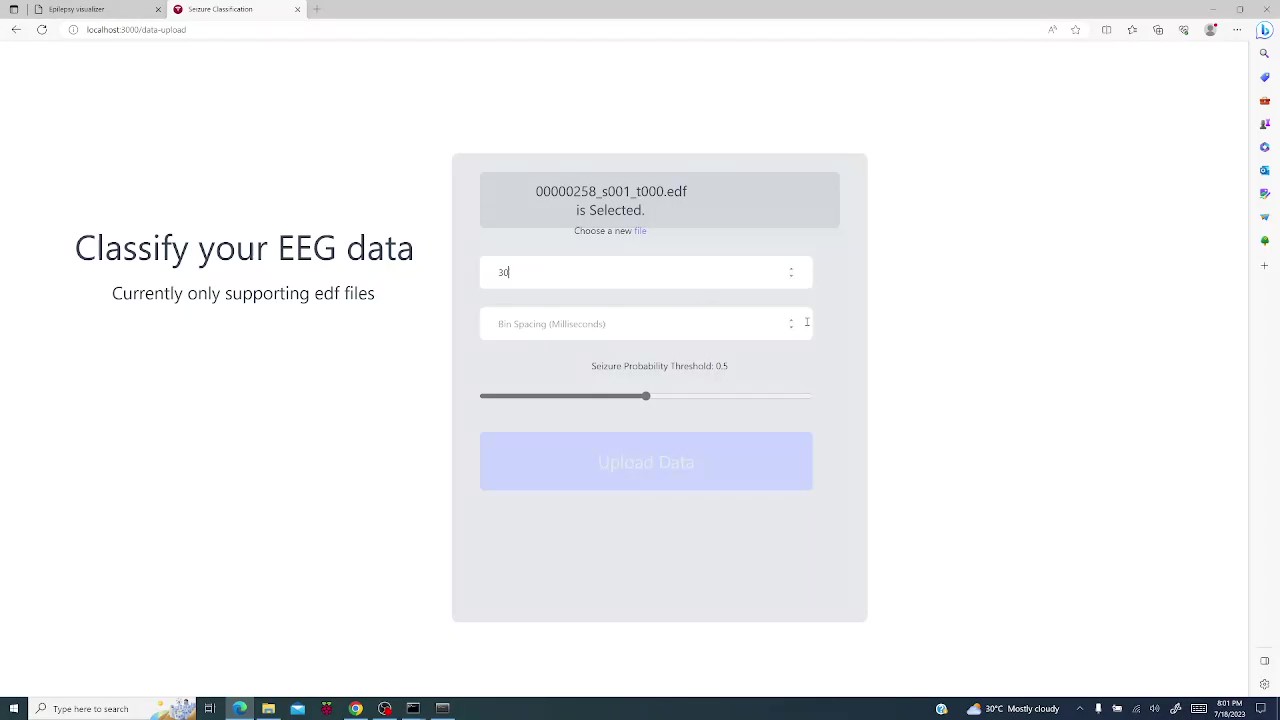 Epilepsy visualizer
Seizure Classification
localhost:3000/data-upload
00000258_s001_t000.edf
is Selected.
Choose a new file
Classify your EEG data
Currently only supporting edf files
30
Bin Spacing (Milliseconds)
Seizure Probability Threshold: 0.5
Upload Data
Type here to search
30°C Mostly cloudy
8:01 PM
7/18/2023